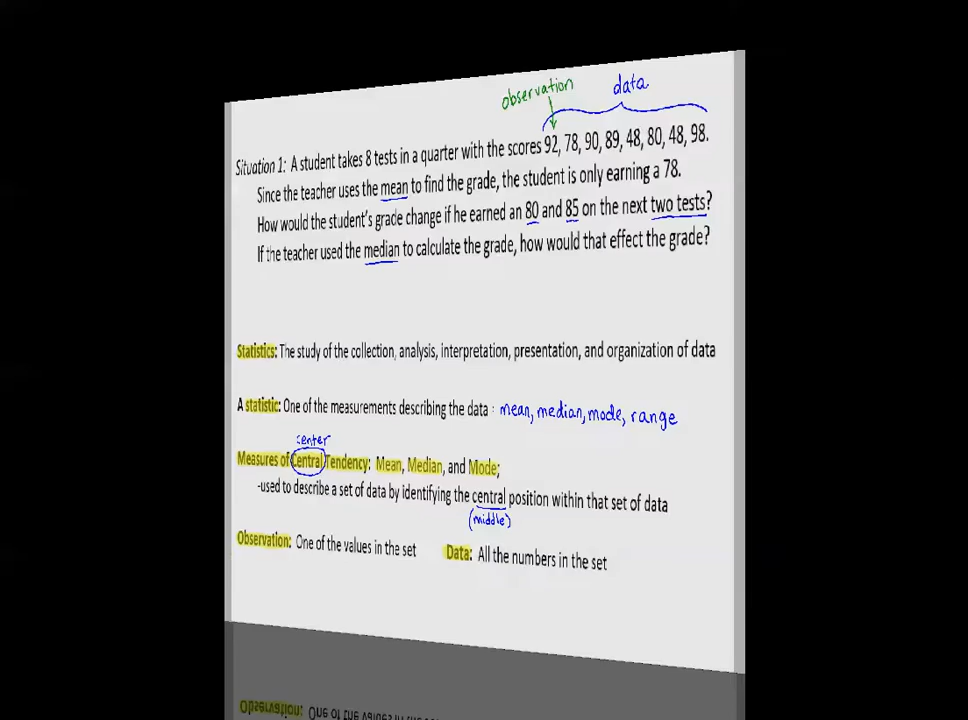 observation data
Situation 1: A student takes 8 tests in a quarter with the scores 92, 78, 90, 89, 48, 80, 48, 98.
Since the teacher uses the mean to find the grade, the student is only earning a 78.
How would the student's grade change if he earned an 80 and 85 on the next two tests?
If the teacher used the median to calculate the grade, how would that effect the grade?
Statistics: The study of the collection, analysis, interpretation, presentation, and organization of data
A statistic: One of the measurements describing the data : mean, median, mode, range
center
Measures of Central Tendency: Mean, Median, and Mode;
-used to describe a set of data by identifying the central position within that set of data
(middle)
Observation: One of the values in the set Data: All the numbers in the set